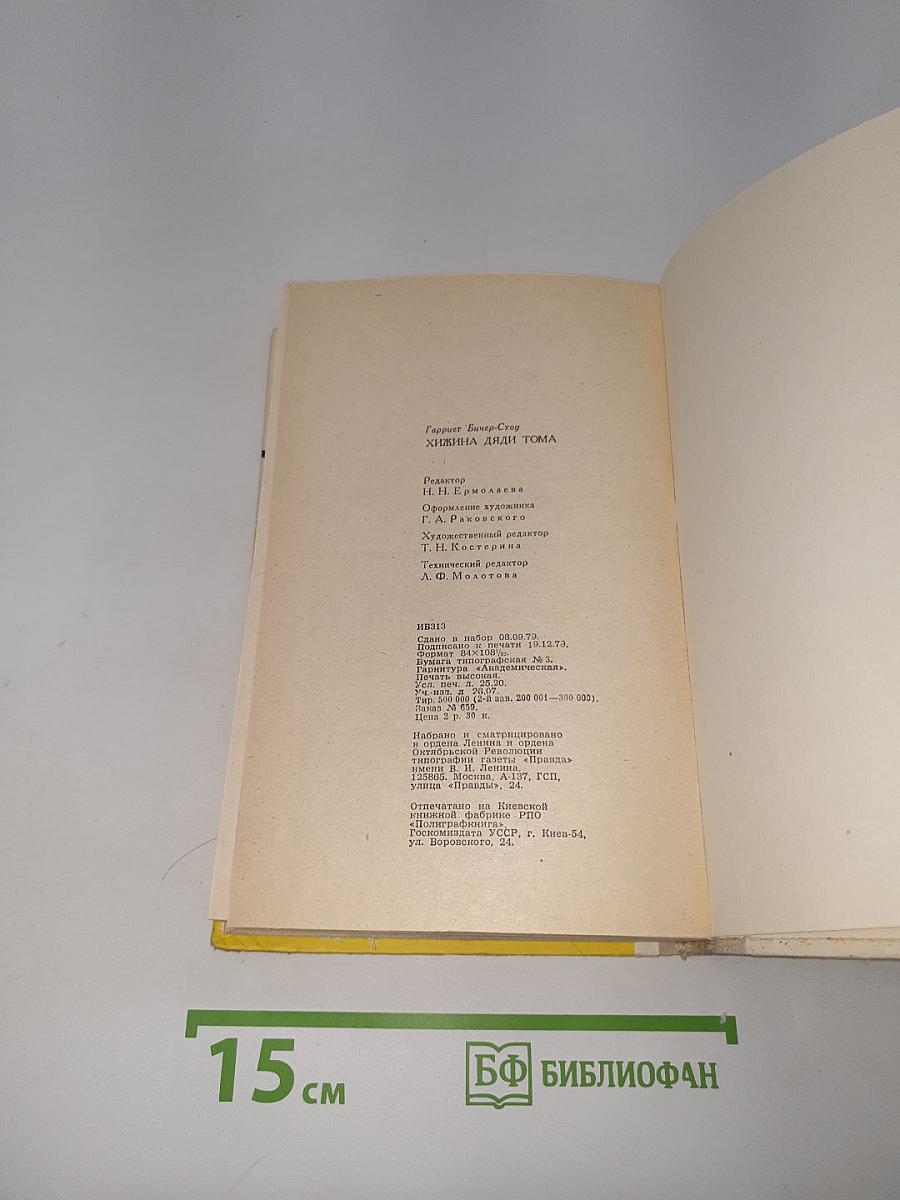 Гарриет Бичер-Стоу
ХИЖИНА ДЯДИ ТОМА
Редактор
Н. Н. Ермолаева
Оформление художника
Г. А. Раковского
Художественный редактор
Т. Н. Костерина
Технический редактор
Л. Ф. Молотова
ИБ313
Сдано в набор 08.09.79.
Подписано к печати 19.12.79.
Формат 84×108¹/₃₂.
Бумага типографская № 3.
Гарнитура «Академическая».
Печать высокая.
Усл. печ. л. 25,20.
Уч.-изд. л 26,07.
Тир. 500 000 (2-й зав. 200 001—300 000).
Заказ № 659.
Цена 2 р. 30 к.
Набрано и сматрицировано
в ордена Ленина и ордена
Октябрьской Революции
типографии газеты «Правда»
имени В. И. Ленина.
125865. Москва, А-137, ГСП,
улица «Правды», 24.
Отпечатано на Киевской
книжной фабрике РПО
«Полиграфкнига»
Госкомиздата УССР, г. Киев-54,
ул. Воровского, 24.
15 см
БФ БИБЛИОФАН